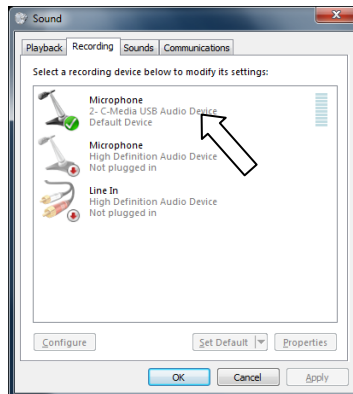 Sound
Playback Recording Sounds Communications
Select a recording device below to modify its settings:
Microphone
2- C-Media USB Audio Device
Default Device
Microphone
High Definition Audio Device
Not plugged in
Line In
High Definition Audio Device
Not plugged in
Configure Set Default Properties
OK Cancel Apply